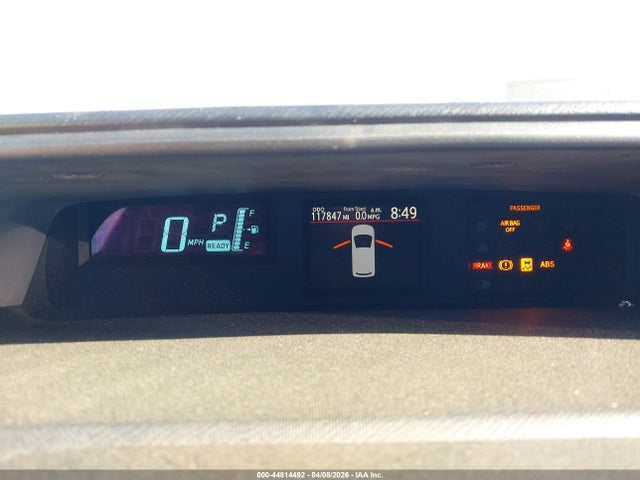 0 MPH
P
READY
F
E
ODO from Start a.m.
117847 MI 0.0 MPG 8:49
PASSENGER
AIR BAG
OFF
BRAKE ABS
000-44814492 - 04/08/2026 - IAA Inc.